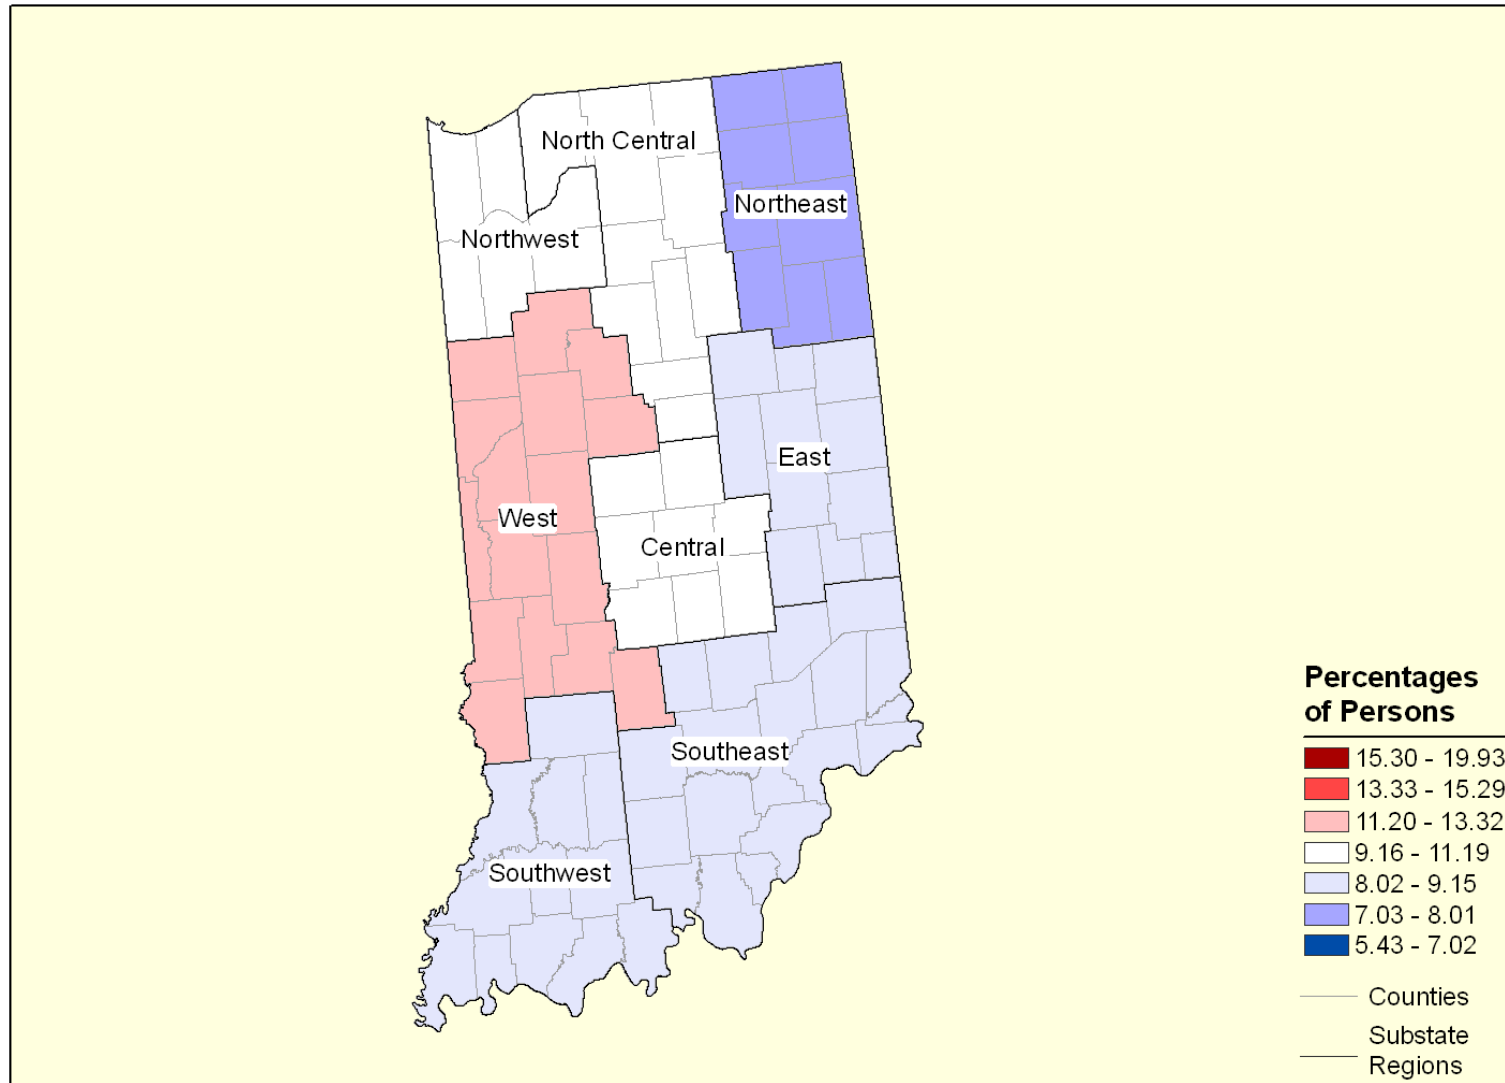 North Central
Northeast
Northwest
East
West
Central
Southeast
Southwest
Percentages
of Persons
15.30 - 19.93
13.33 - 15.29
11.20 - 13.32
9.16 - 11.19
8.02 - 9.15
7.03 - 8.01
5.43 - 7.02
Counties
Substate
Regions